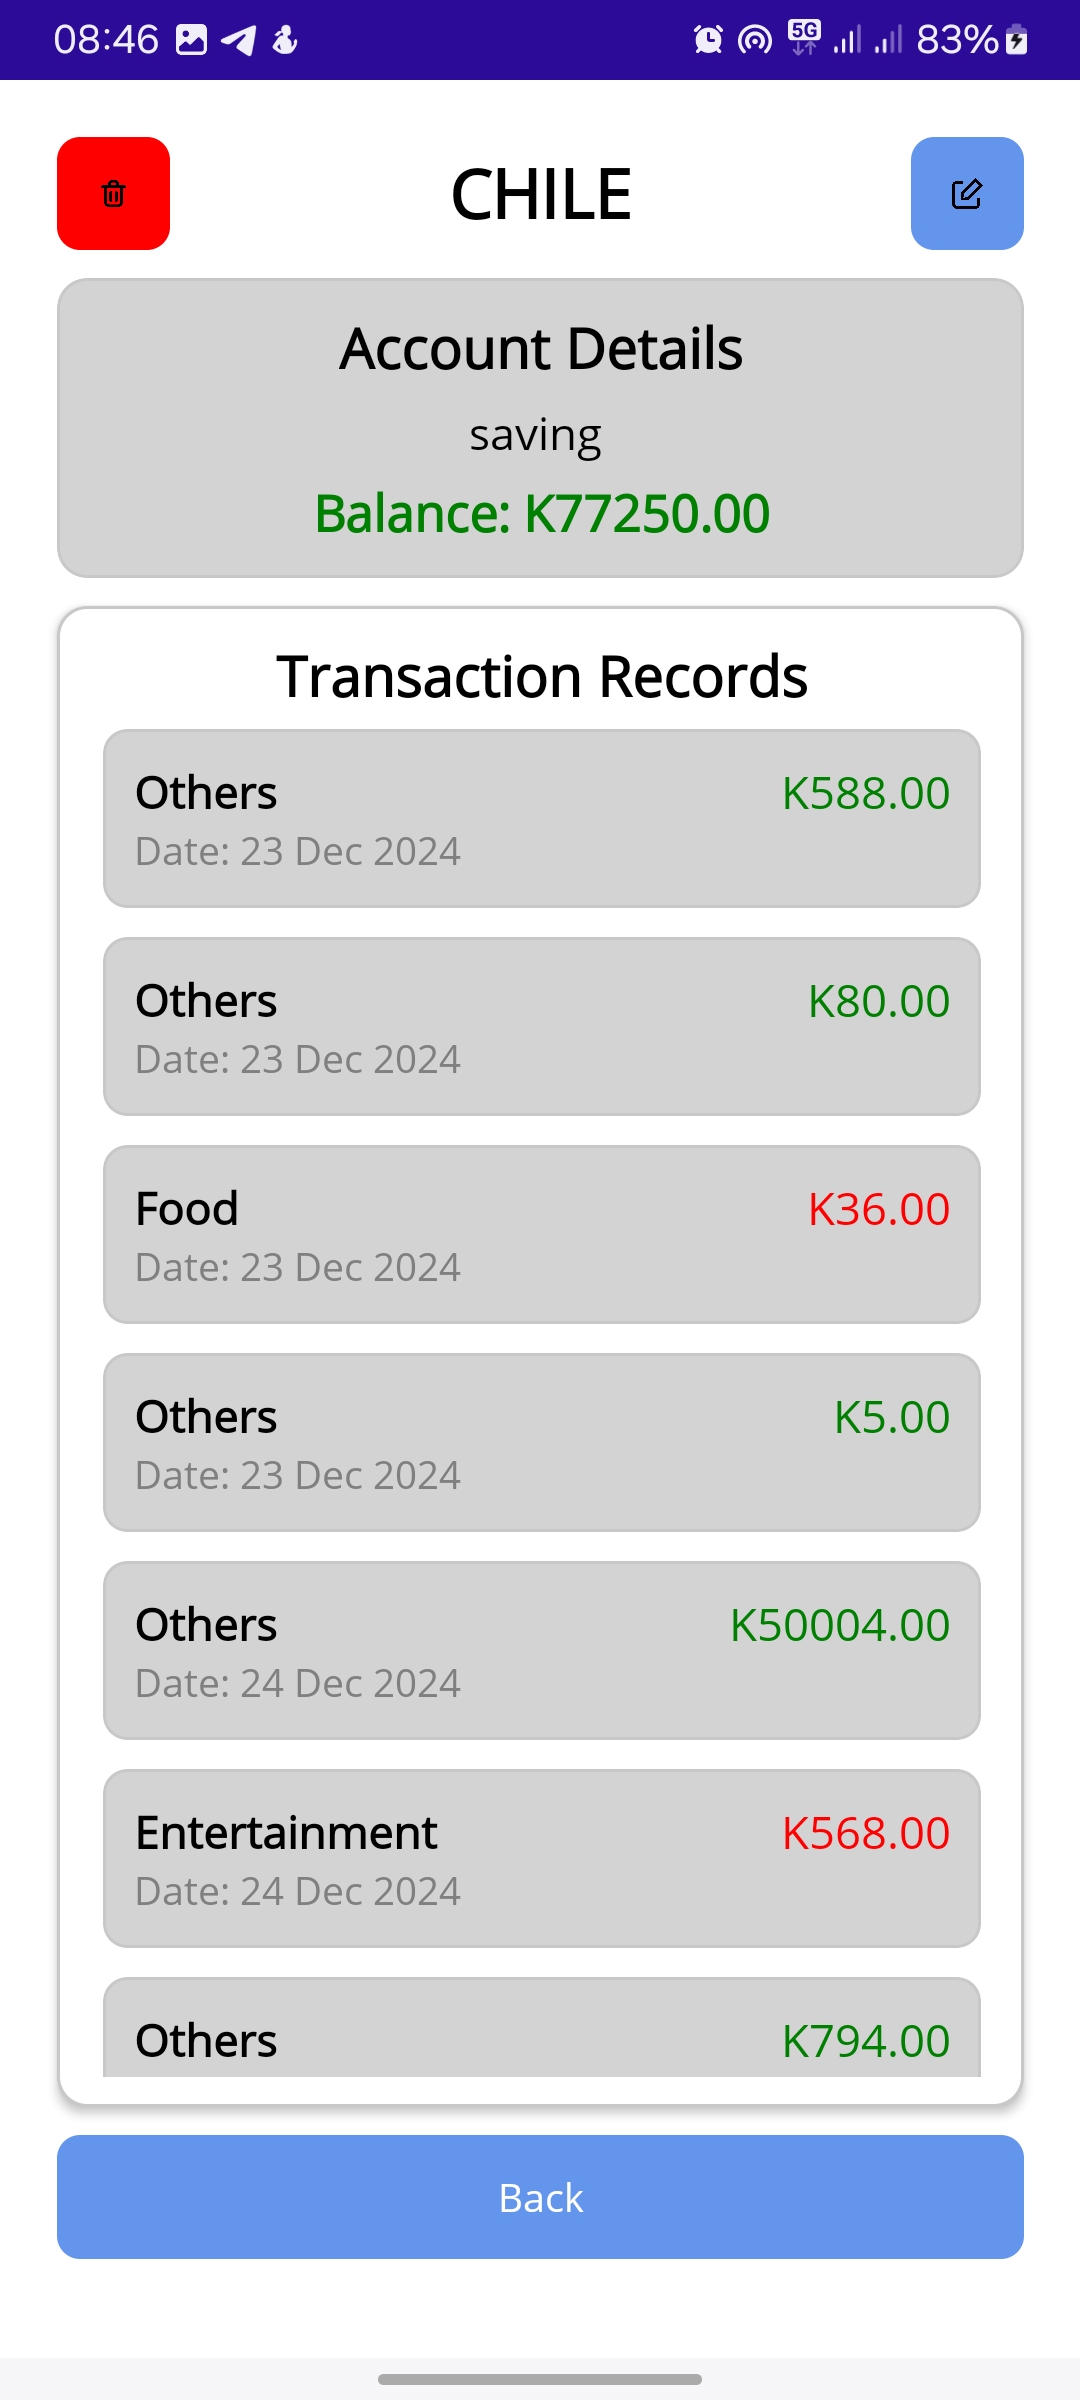 08:46 5G 83%
CHILE
Account Details
saving
Balance: K77250.00
Transaction Records
Others K588.00
Date: 23 Dec 2024
Others K80.00
Date: 23 Dec 2024
Food K36.00
Date: 23 Dec 2024
Others K5.00
Date: 23 Dec 2024
Others K50004.00
Date: 24 Dec 2024
Entertainment K568.00
Date: 24 Dec 2024
Others K794.00
Back